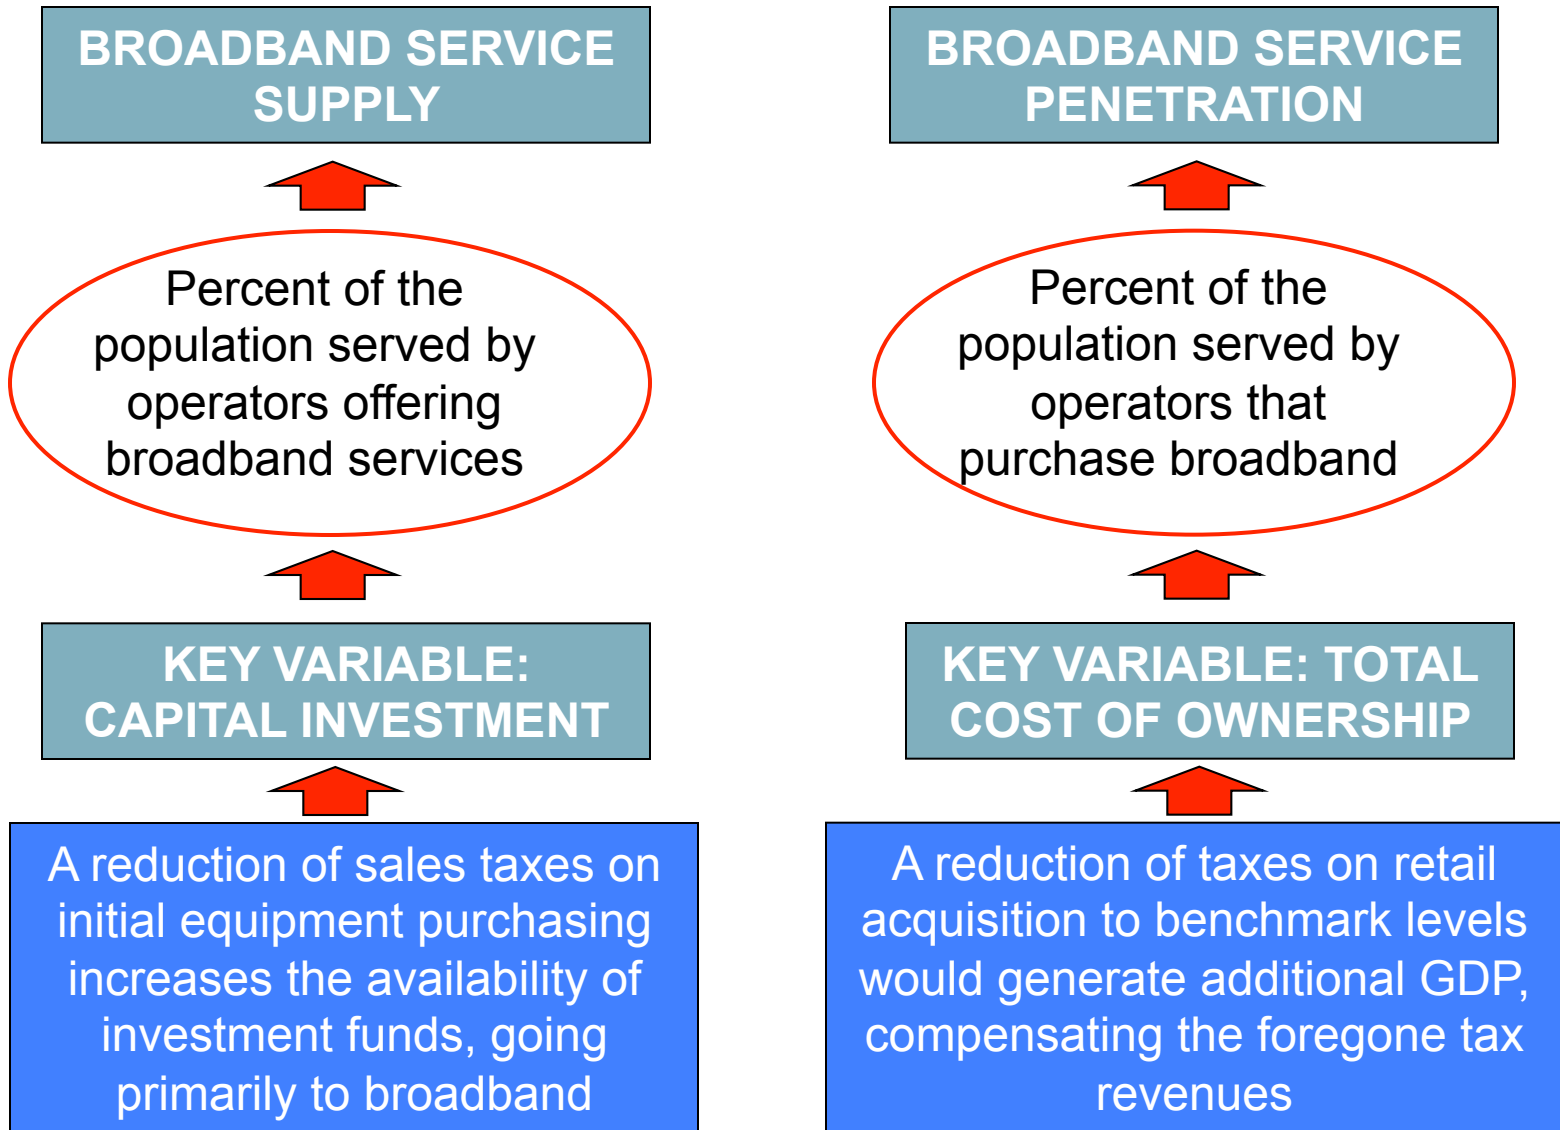 BROADBAND SERVICE
SUPPLY
Percent of the
population served by
operators offering
broadband services
KEY VARIABLE:
CAPITAL INVESTMENT
A reduction of sales taxes on
initial equipment purchasing
increases the availability of
investment funds, going
primarily to broadband
BROADBAND SERVICE
PENETRATION
Percent of the
population served by
operators that
purchase broadband
KEY VARIABLE: TOTAL
COST OF OWNERSHIP
A reduction of taxes on retail
acquisition to benchmark levels
would generate additional GDP,
compensating the foregone tax
revenues